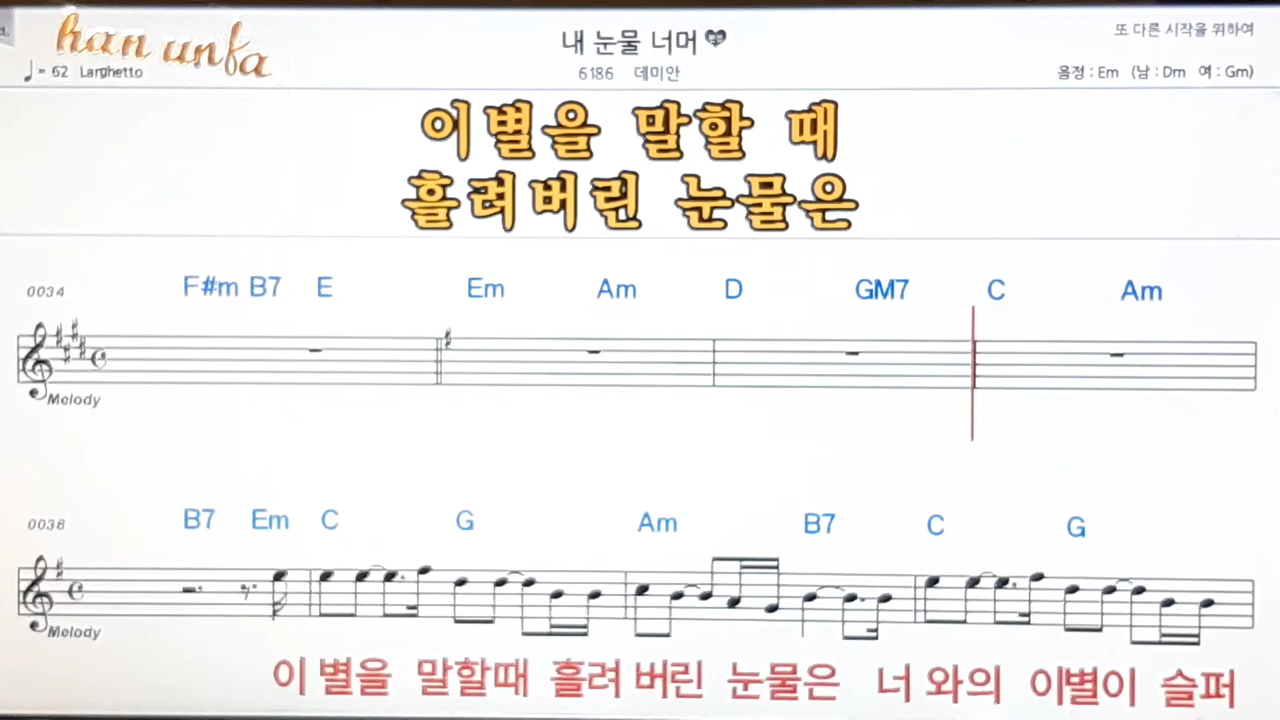 han unfa
내 눈물 너머
또 다른 시작을 위하여
♩= 62 Larghetto
6186 데미안
음정 : Em (남 : Dm 여 : Gm)
이별을 말할 때
흘려버린 눈물은
0034 F#m B7 E Em Am D GM7 C Am
Melody
0038 B7 Em C G Am B7 C G
Melody
이 별을 말할때 흘려 버린 눈물은 너 와의 이별이 슬퍼